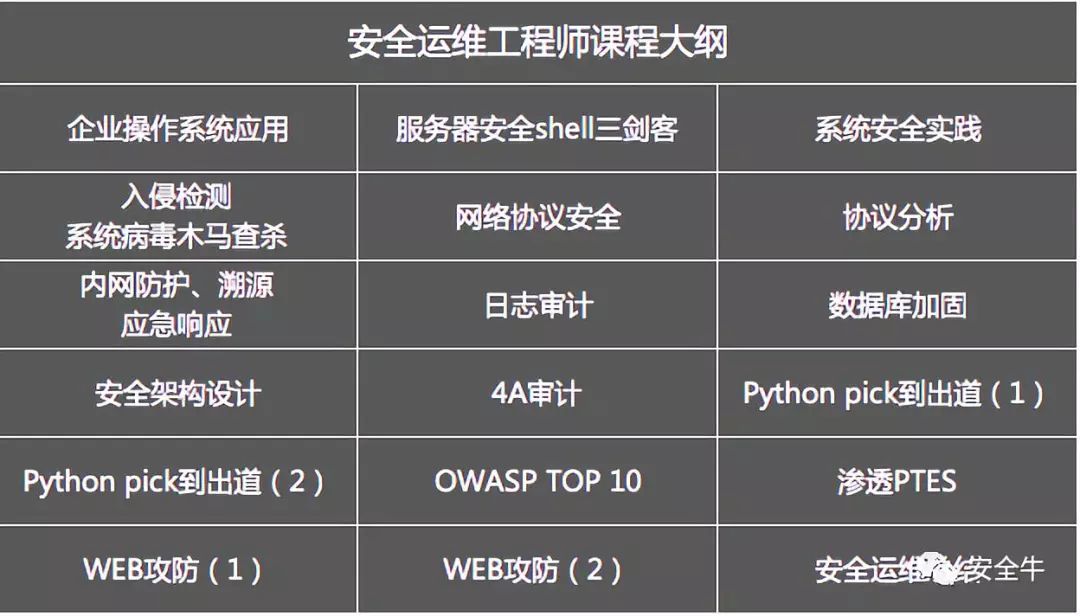 安全运维工程师课程大纲
企业操作系统应用
服务器安全shell三剑客
系统安全实践
入侵检测
系统病毒木马查杀
网络协议安全
协议分析
内网防护、溯源
应急响应
日志审计
数据库加固
安全架构设计
4A审计
Python pick到出道（1）
Python pick到出道（2）
OWASP TOP 10
渗透PTES
WEB攻防（1）
WEB攻防（2）
安全运维
安全牛